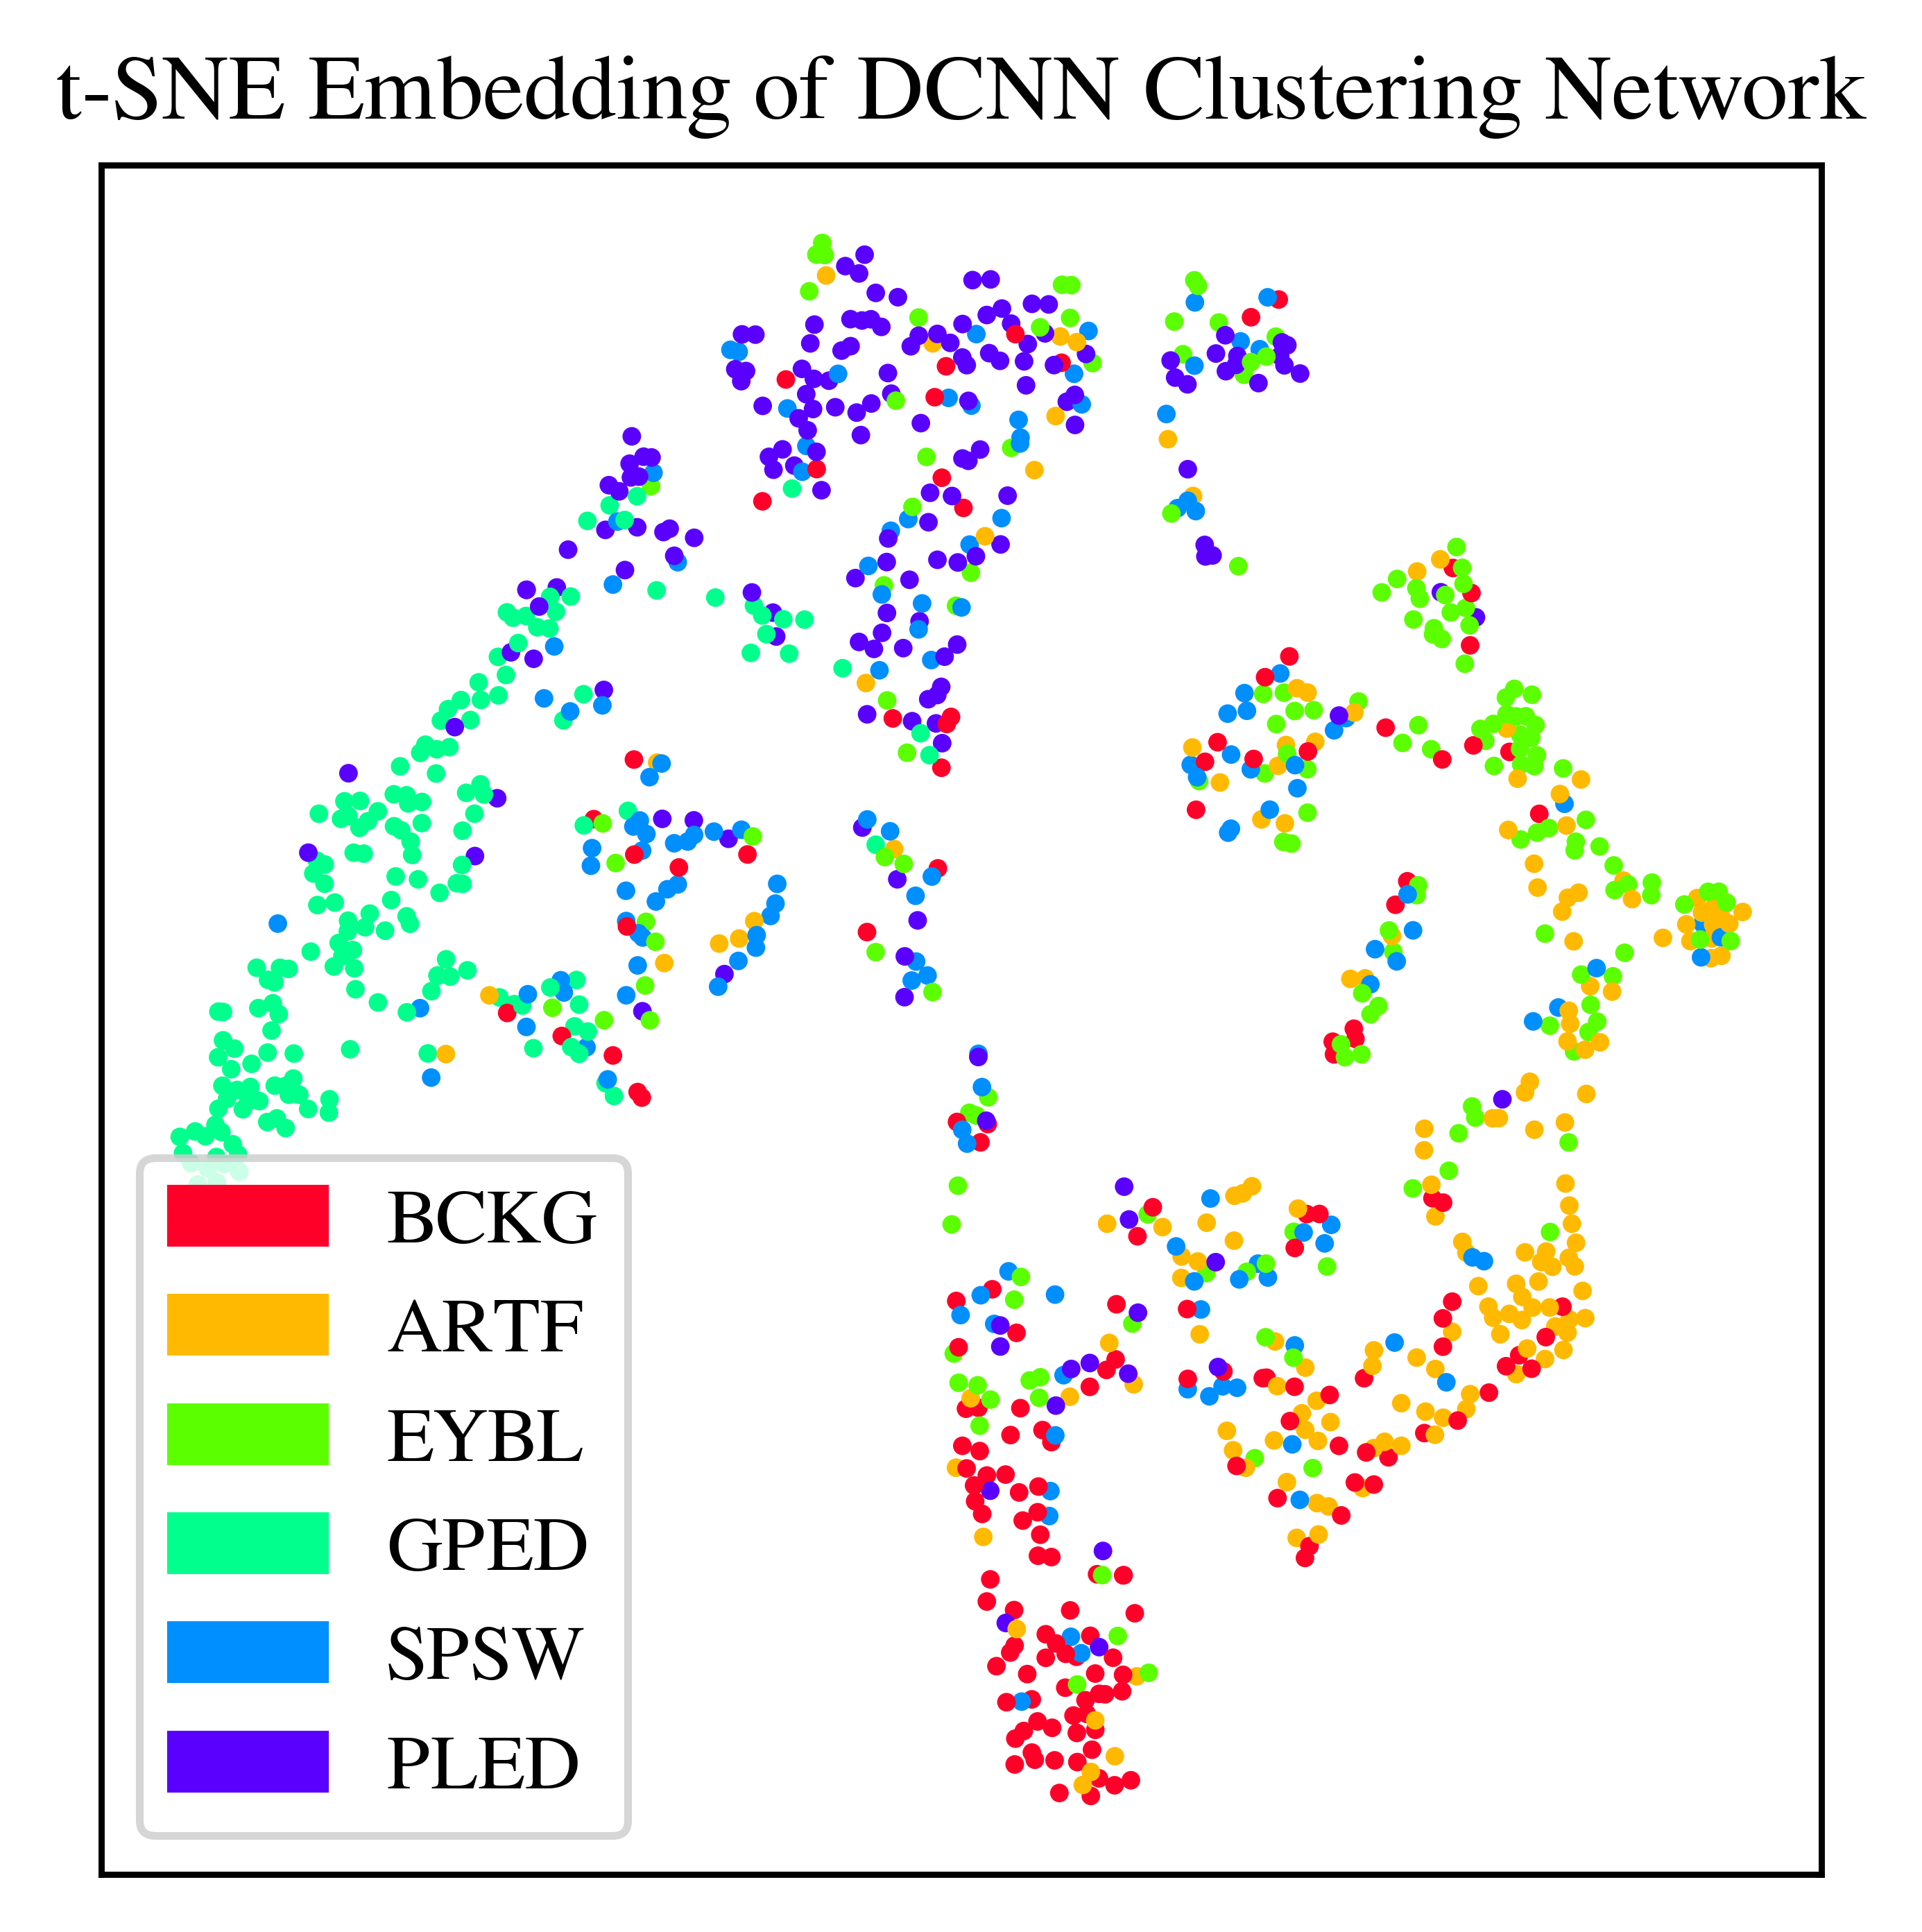 t-SNE Embedding of DCNN Clustering Network
BCKG
ARTF
EYBL
GPED
SPSW
PLED